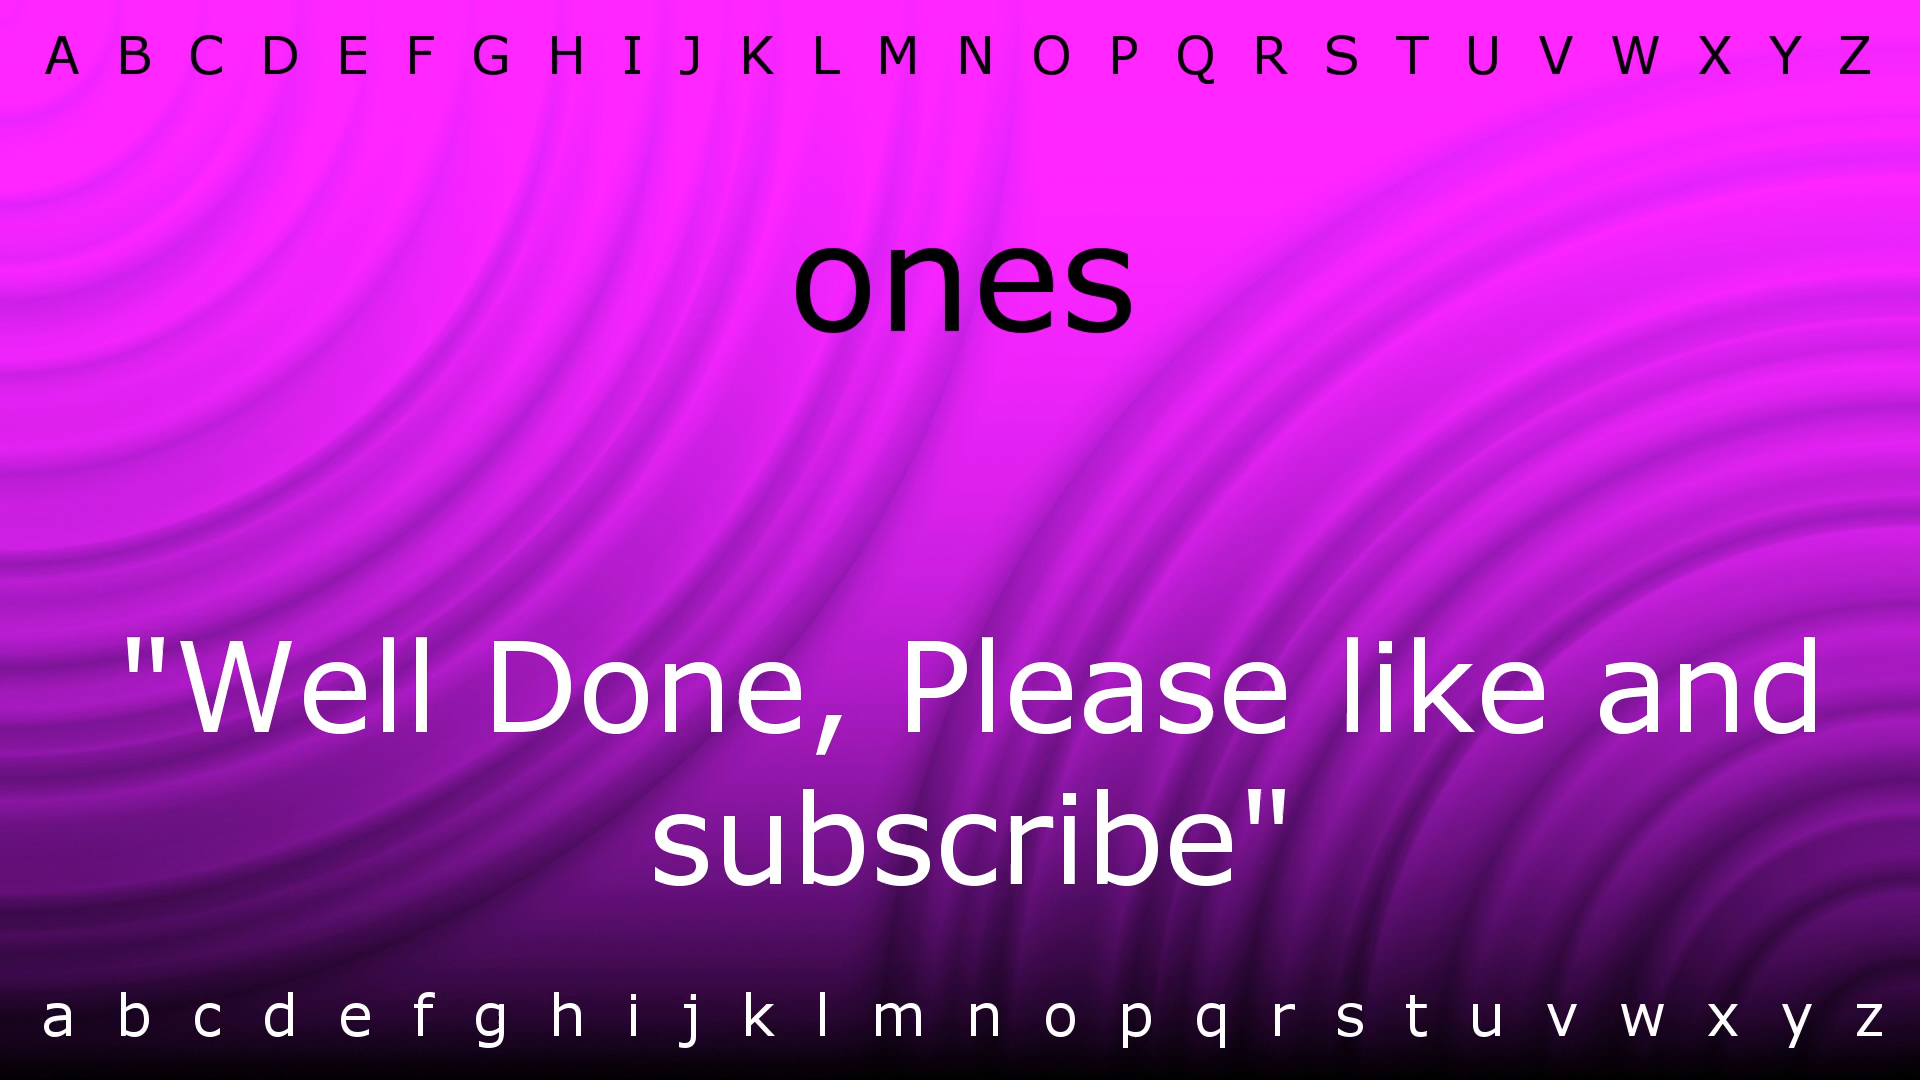 A B C D E F G H I J K L M N O P Q R S T U V W X Y Z
ones
"Well Done, Please like and
subscribe"
a b c d e f g h i j k l m n o p q r s t u v w x y z